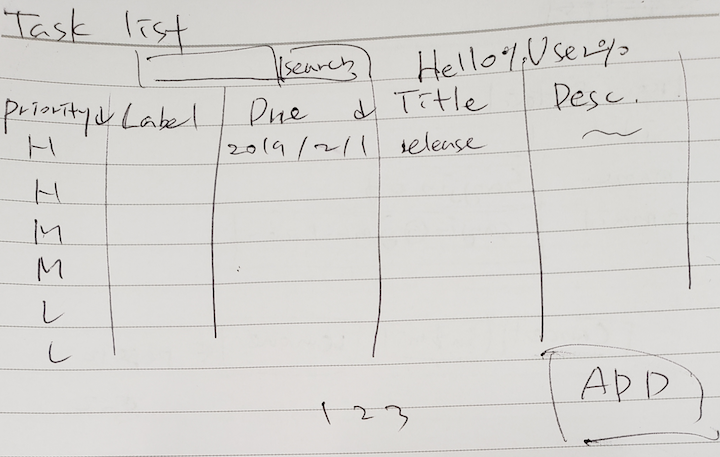 Task list
search
Hello %User%
Priority↓ Label Due ↓ Title Desc.
H 2019/2/1 release
H
M
M
L
L
ADD
1 2 3